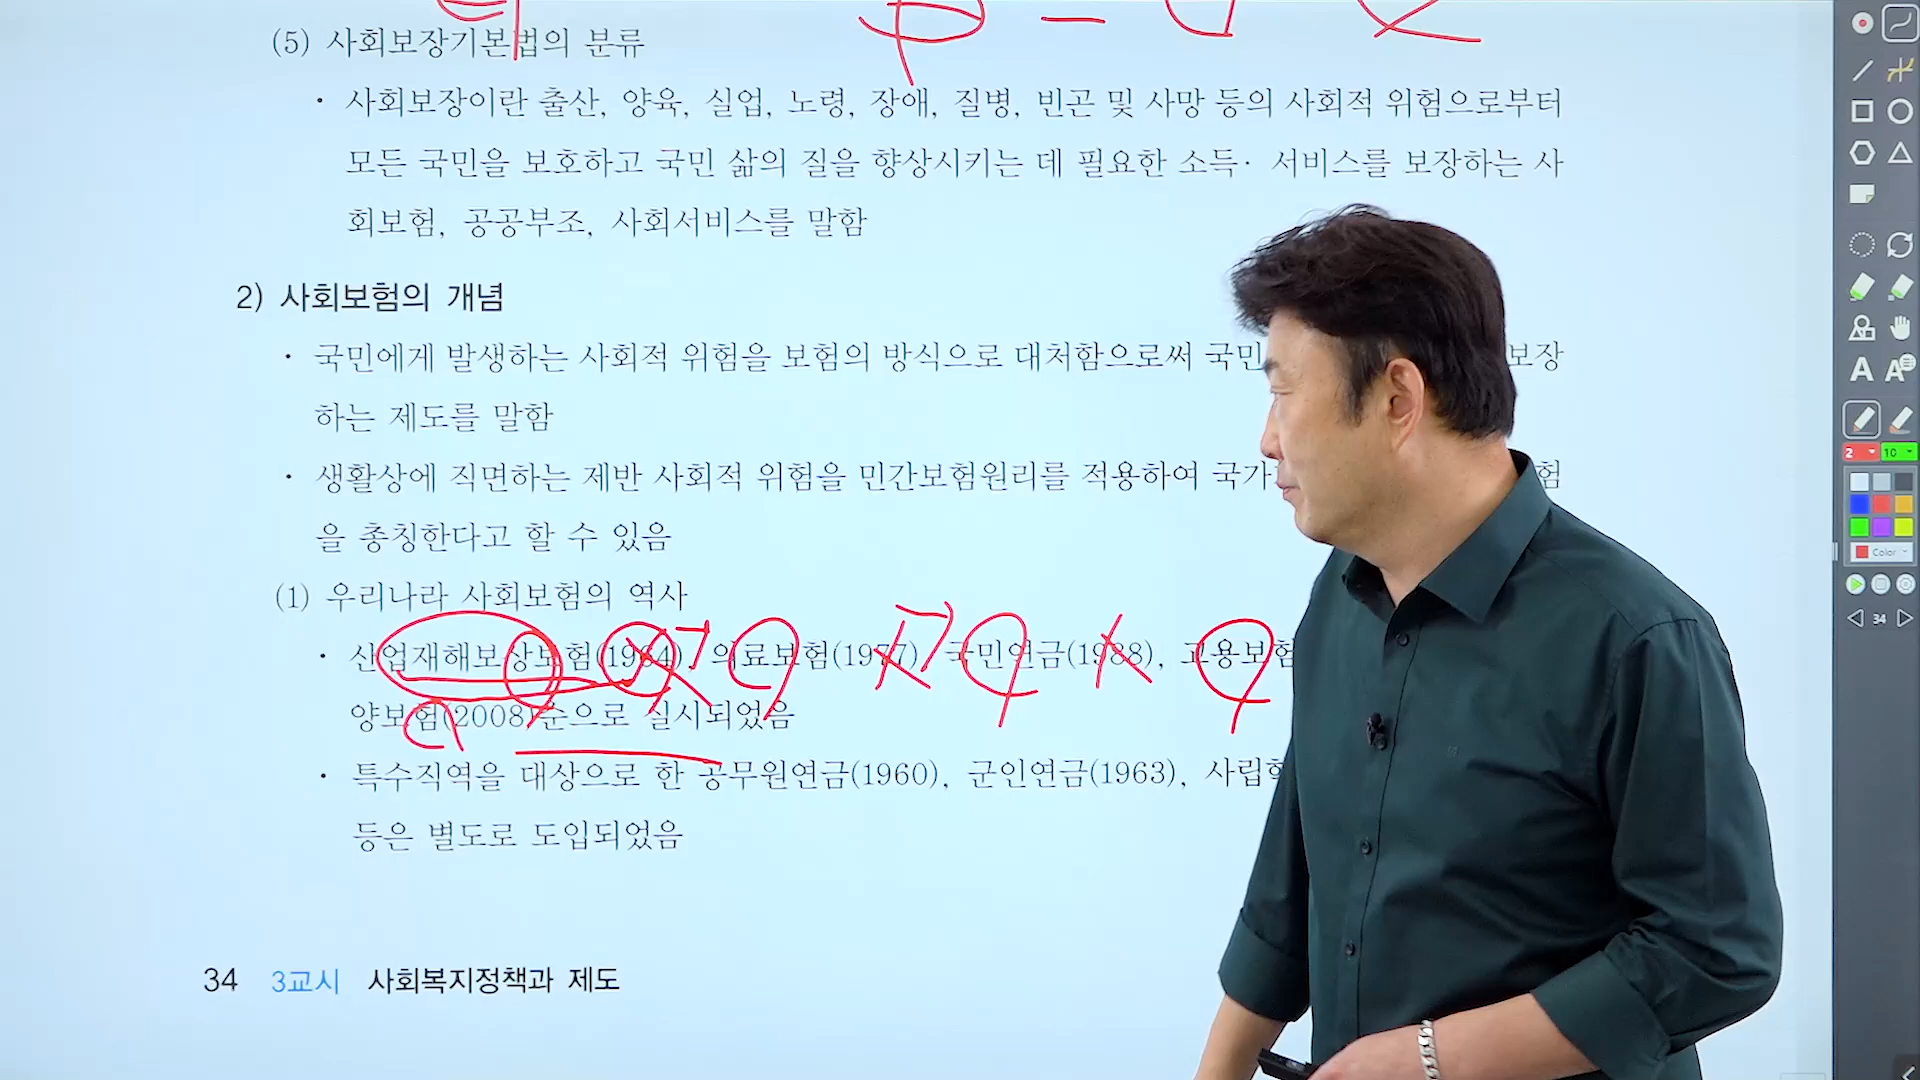 (5) 사회보장기본법의 분류
· 사회보장이란 출산, 양육, 실업, 노령, 장애, 질병, 빈곤 및 사망 등의 사회적 위험으로부터
모든 국민을 보호하고 국민 삶의 질을 향상시키는 데 필요한 소득· 서비스를 보장하는 사
회보험, 공공부조, 사회서비스를 말함
2) 사회보험의 개념
· 국민에게 발생하는 사회적 위험을 보험의 방식으로 대처함으로써 국민 보장
하는 제도를 말함
· 생활상에 직면하는 제반 사회적 위험을 민간보험원리를 적용하여 국가 험
을 총칭한다고 할 수 있음
(1) 우리나라 사회보험의 역사
· 산업재해보상보험(1964), 의료보험(1977), 국민연금(1988), 고용보험
양보험(2008)순으로 실시되었음
· 특수직역을 대상으로 한 공무원연금(1960), 군인연금(1963), 사립학
등은 별도로 도입되었음
34 3교시 사회복지정책과 제도
A A
2 10
Color
34